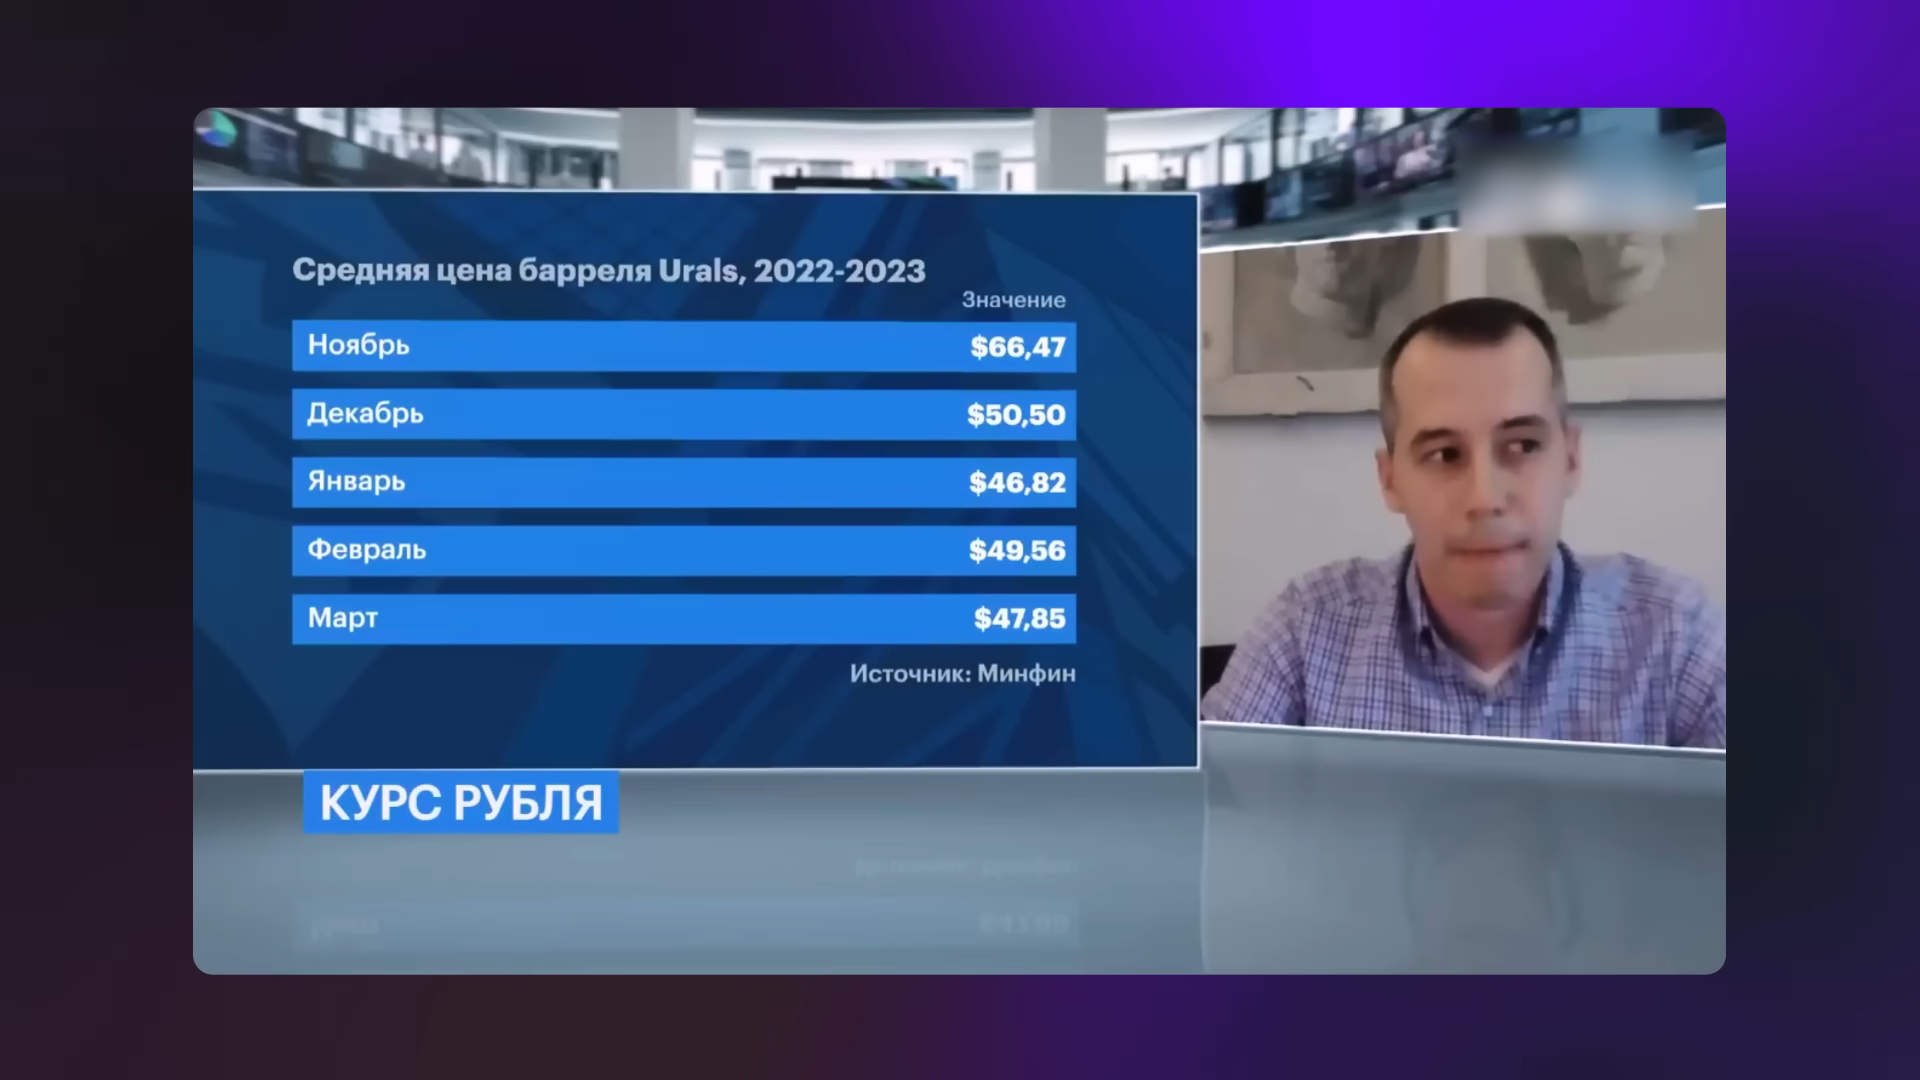 Средняя цена барреля Urals, 2022-2023
Значение
Ноябрь $66,47
Декабрь $50,50
Январь $46,82
Февраль $49,56
Март $47,85
Источник: Минфин
КУРС РУБЛЯ